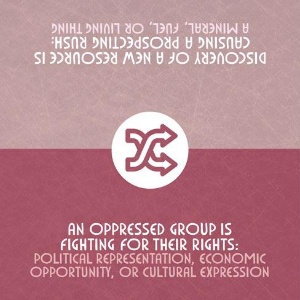 DISCOVERY OF A NEW RESOURCE IS
CAUSING A PROSPECTING RUSH:
A MINERAL, FUEL, OR LIVING THING
AN OPPRESSED GROUP IS
FIGHTING FOR THEIR RIGHTS:
POLITICAL REPRESENTATION, ECONOMIC
OPPORTUNITY, OR CULTURAL EXPRESSION